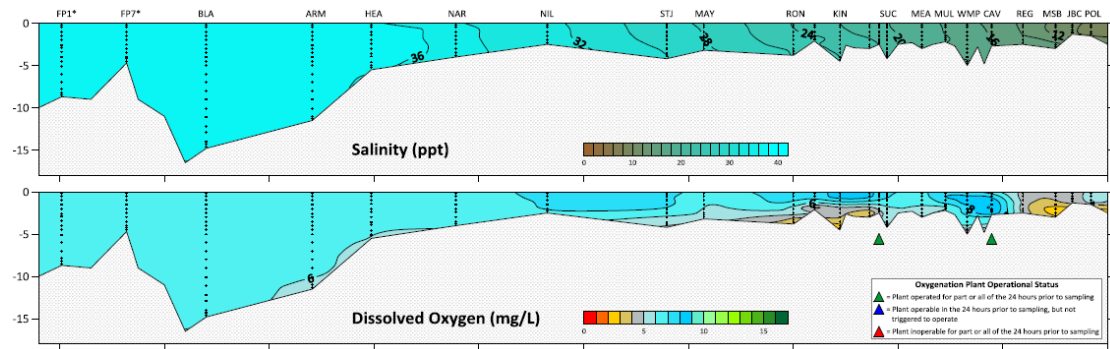 FP1* FP7* BLA ARM HEA NAR NIL STJ MAY RON KIN SUC MEA MUL WMP CAV REG MSB JBC POL
0
-5
-10
-15
36
32
28
24
16
12
Salinity (ppt)
0 10 20 30 40
0
-5
-10
-15
6
6
8
Dissolved Oxygen (mg/L)
0 5 10 15
Oxygenation Plant Operational Status
= Plant operated for part or all of the 24 hours prior to sampling
= Plant operable in the 24 hours prior to sampling, but not
triggered to operate
= Plant inoperable for part or all of the 24 hours prior to sampling